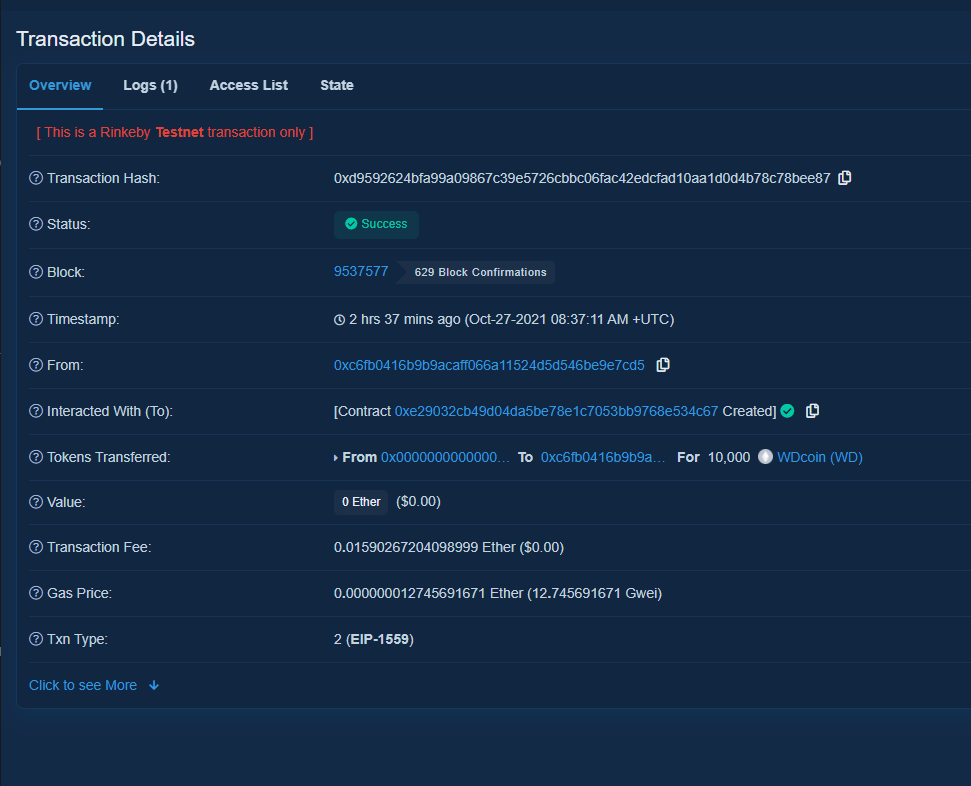 Transaction Details
Overview Logs (1) Access List State
[ This is a Rinkeby Testnet transaction only ]
Transaction Hash: 0xd9592624bfa99a09867c39e5726cbbc06fac42edcfad10aa1d0d4b78c78bee87
Status: Success
Block: 9537577 629 Block Confirmations
Timestamp: 2 hrs 37 mins ago (Oct-27-2021 08:37:11 AM +UTC)
From: 0xc6fb0416b9b9acaff066a11524d5d546be9e7cd5
Interacted With (To): [Contract 0xe29032cb49d04da5be78e1c7053bb9768e534c67 Created]
Tokens Transferred: From 0x0000000000000... To 0xc6fb0416b9b9a... For 10,000 WDcoin (WD)
Value: 0 Ether ($0.00)
Transaction Fee: 0.01590267204098999 Ether ($0.00)
Gas Price: 0.000000012745691671 Ether (12.745691671 Gwei)
Txn Type: 2 (EIP-1559)
Click to see More